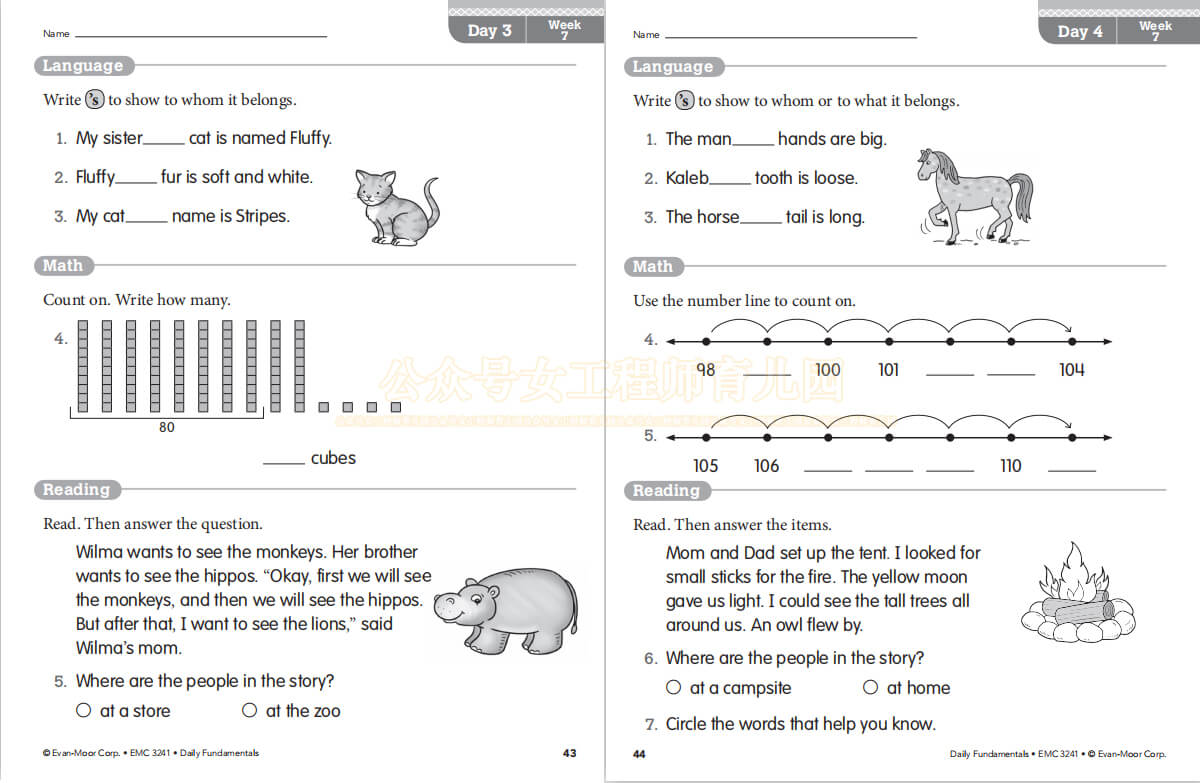 Name
Day 3
Week
7
Language
Write 's to show to whom it belongs.
1. My sister_____ cat is named Fluffy.
2. Fluffy_____ fur is soft and white.
3. My cat_____ name is Stripes.
Math
Count on. Write how many.
4.
80
_____ cubes
Reading
Read. Then answer the question.
Wilma wants to see the monkeys. Her brother
wants to see the hippos. “Okay, first we will see
the monkeys, and then we will see the hippos.
But after that, I want to see the lions,” said
Wilma’s mom.
5. Where are the people in the story?
at a store at the zoo
© Evan-Moor Corp. • EMC 3241 • Daily Fundamentals 43
Name
Day 4
Week
7
Language
Write 's to show to whom or to what it belongs.
1. The man_____ hands are big.
2. Kaleb_____ tooth is loose.
3. The horse_____ tail is long.
Math
Use the number line to count on.
4.
98 _____ 100 101 _____ _____ 104
5.
105 106 _____ _____ _____ 110 _____
Reading
Read. Then answer the items.
Mom and Dad set up the tent. I looked for
small sticks for the fire. The yellow moon
gave us light. I could see the tall trees all
around us. An owl flew by.
6. Where are the people in the story?
at a campsite at home
7. Circle the words that help you know.
44 Daily Fundamentals • EMC 3241 • © Evan-Moor Corp.
公众号女工程师育儿园